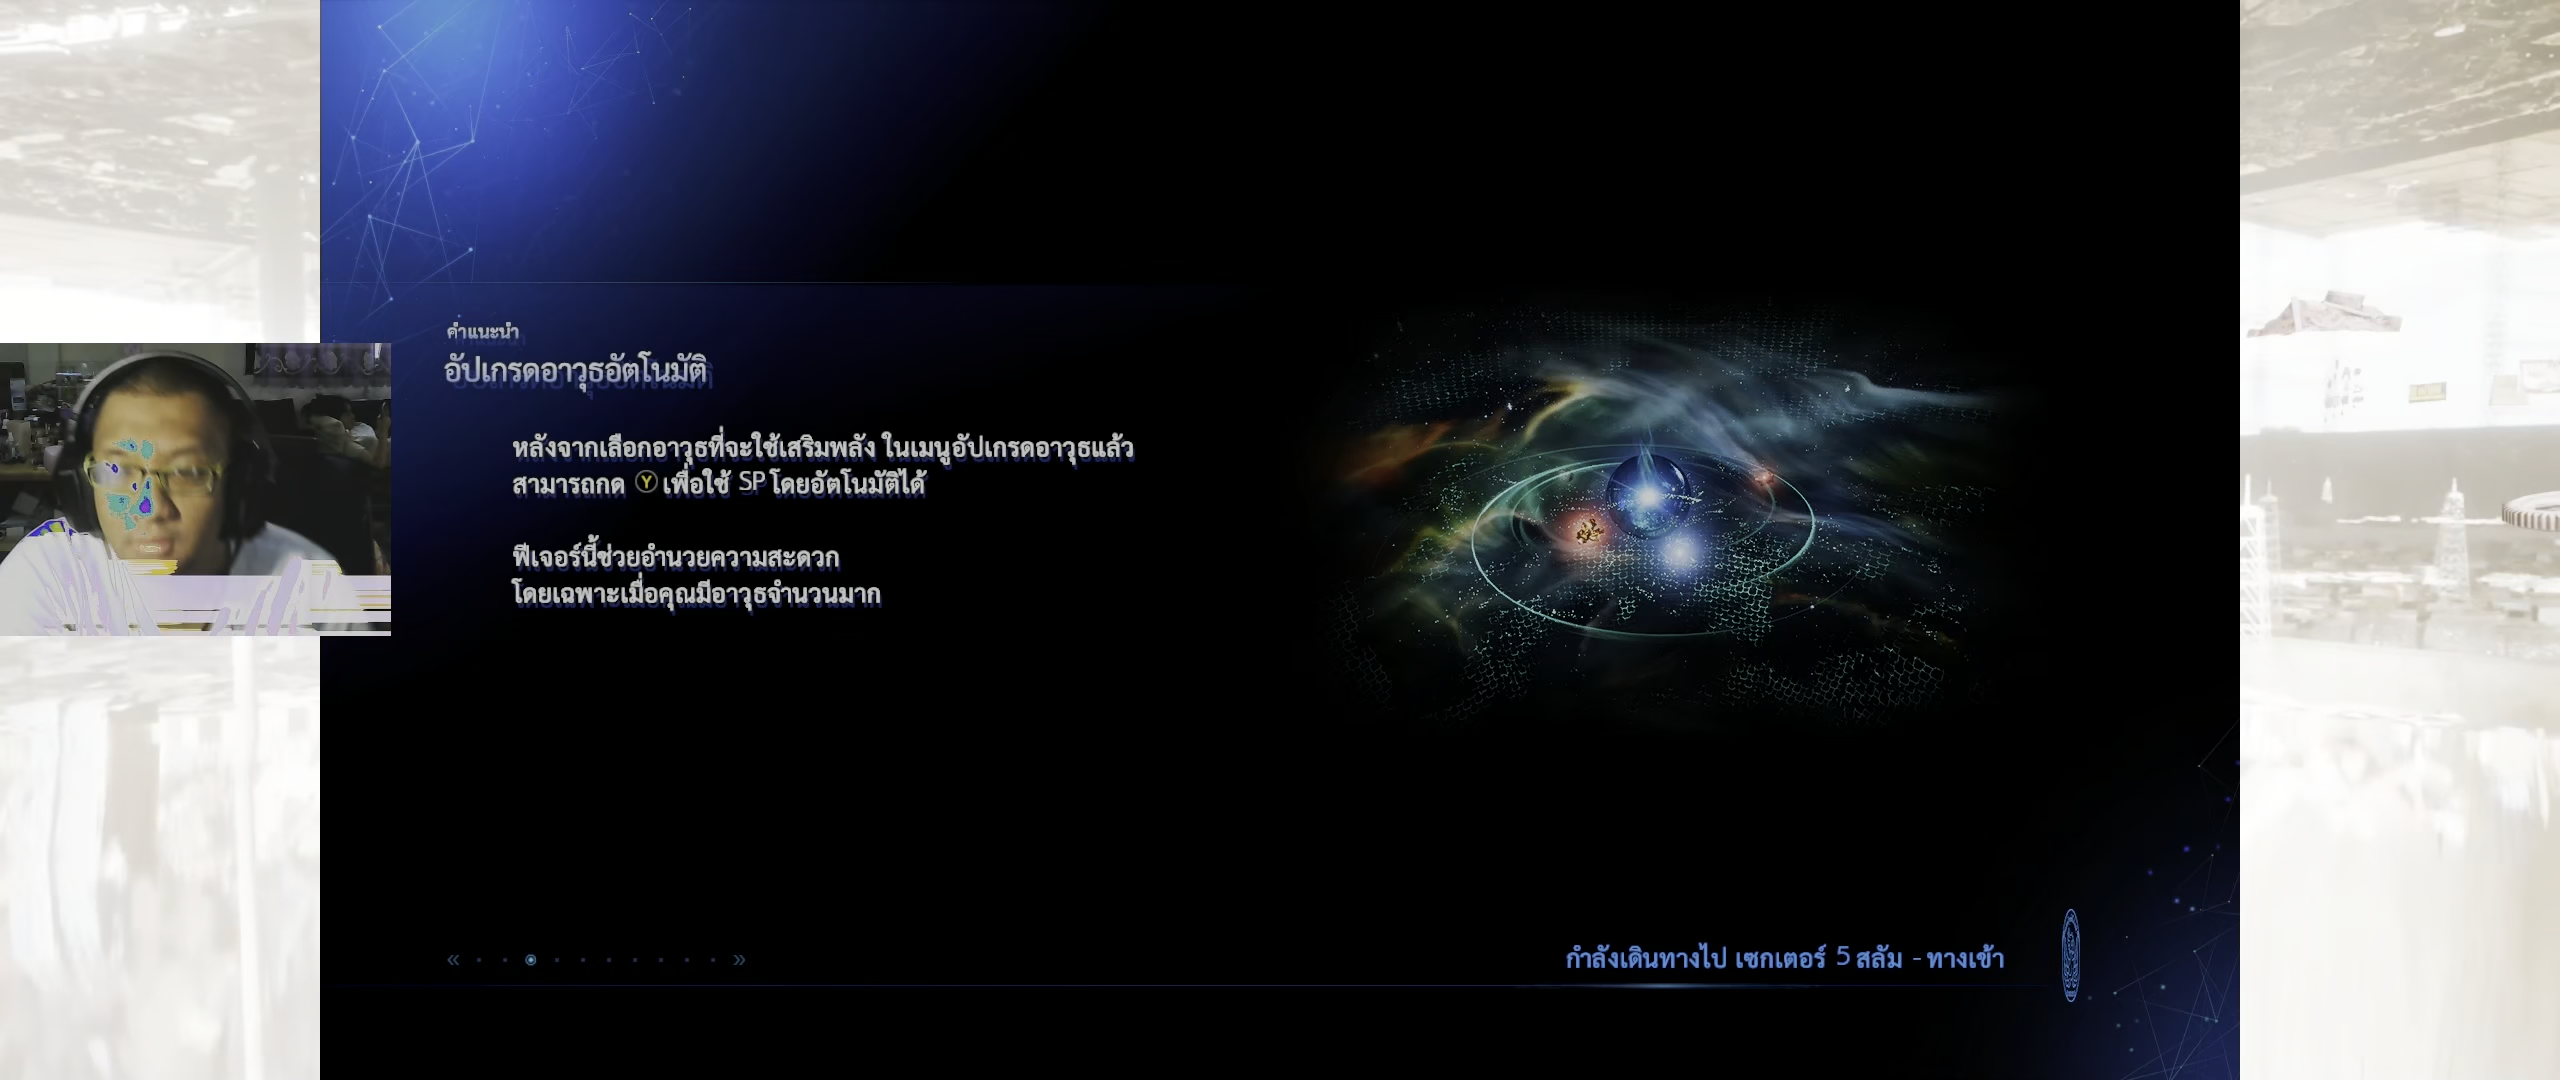 คำแนะนำ
อัปเกรดอาวุธอัตโนมัติ
หลังจากเลือกอาวุธที่จะใช้เสริมพลัง ในเมนูอัปเกรดอาวุธแล้ว
สามารถกด Y เพื่อใช้ SP โดยอัตโนมัติได้
ฟีเจอร์นี้ช่วยอำนวยความสะดวก
โดยเฉพาะเมื่อคุณมีอาวุธจำนวนมาก
กำลังเดินทางไป เซกเตอร์ 5 สลัม - ทางเข้า